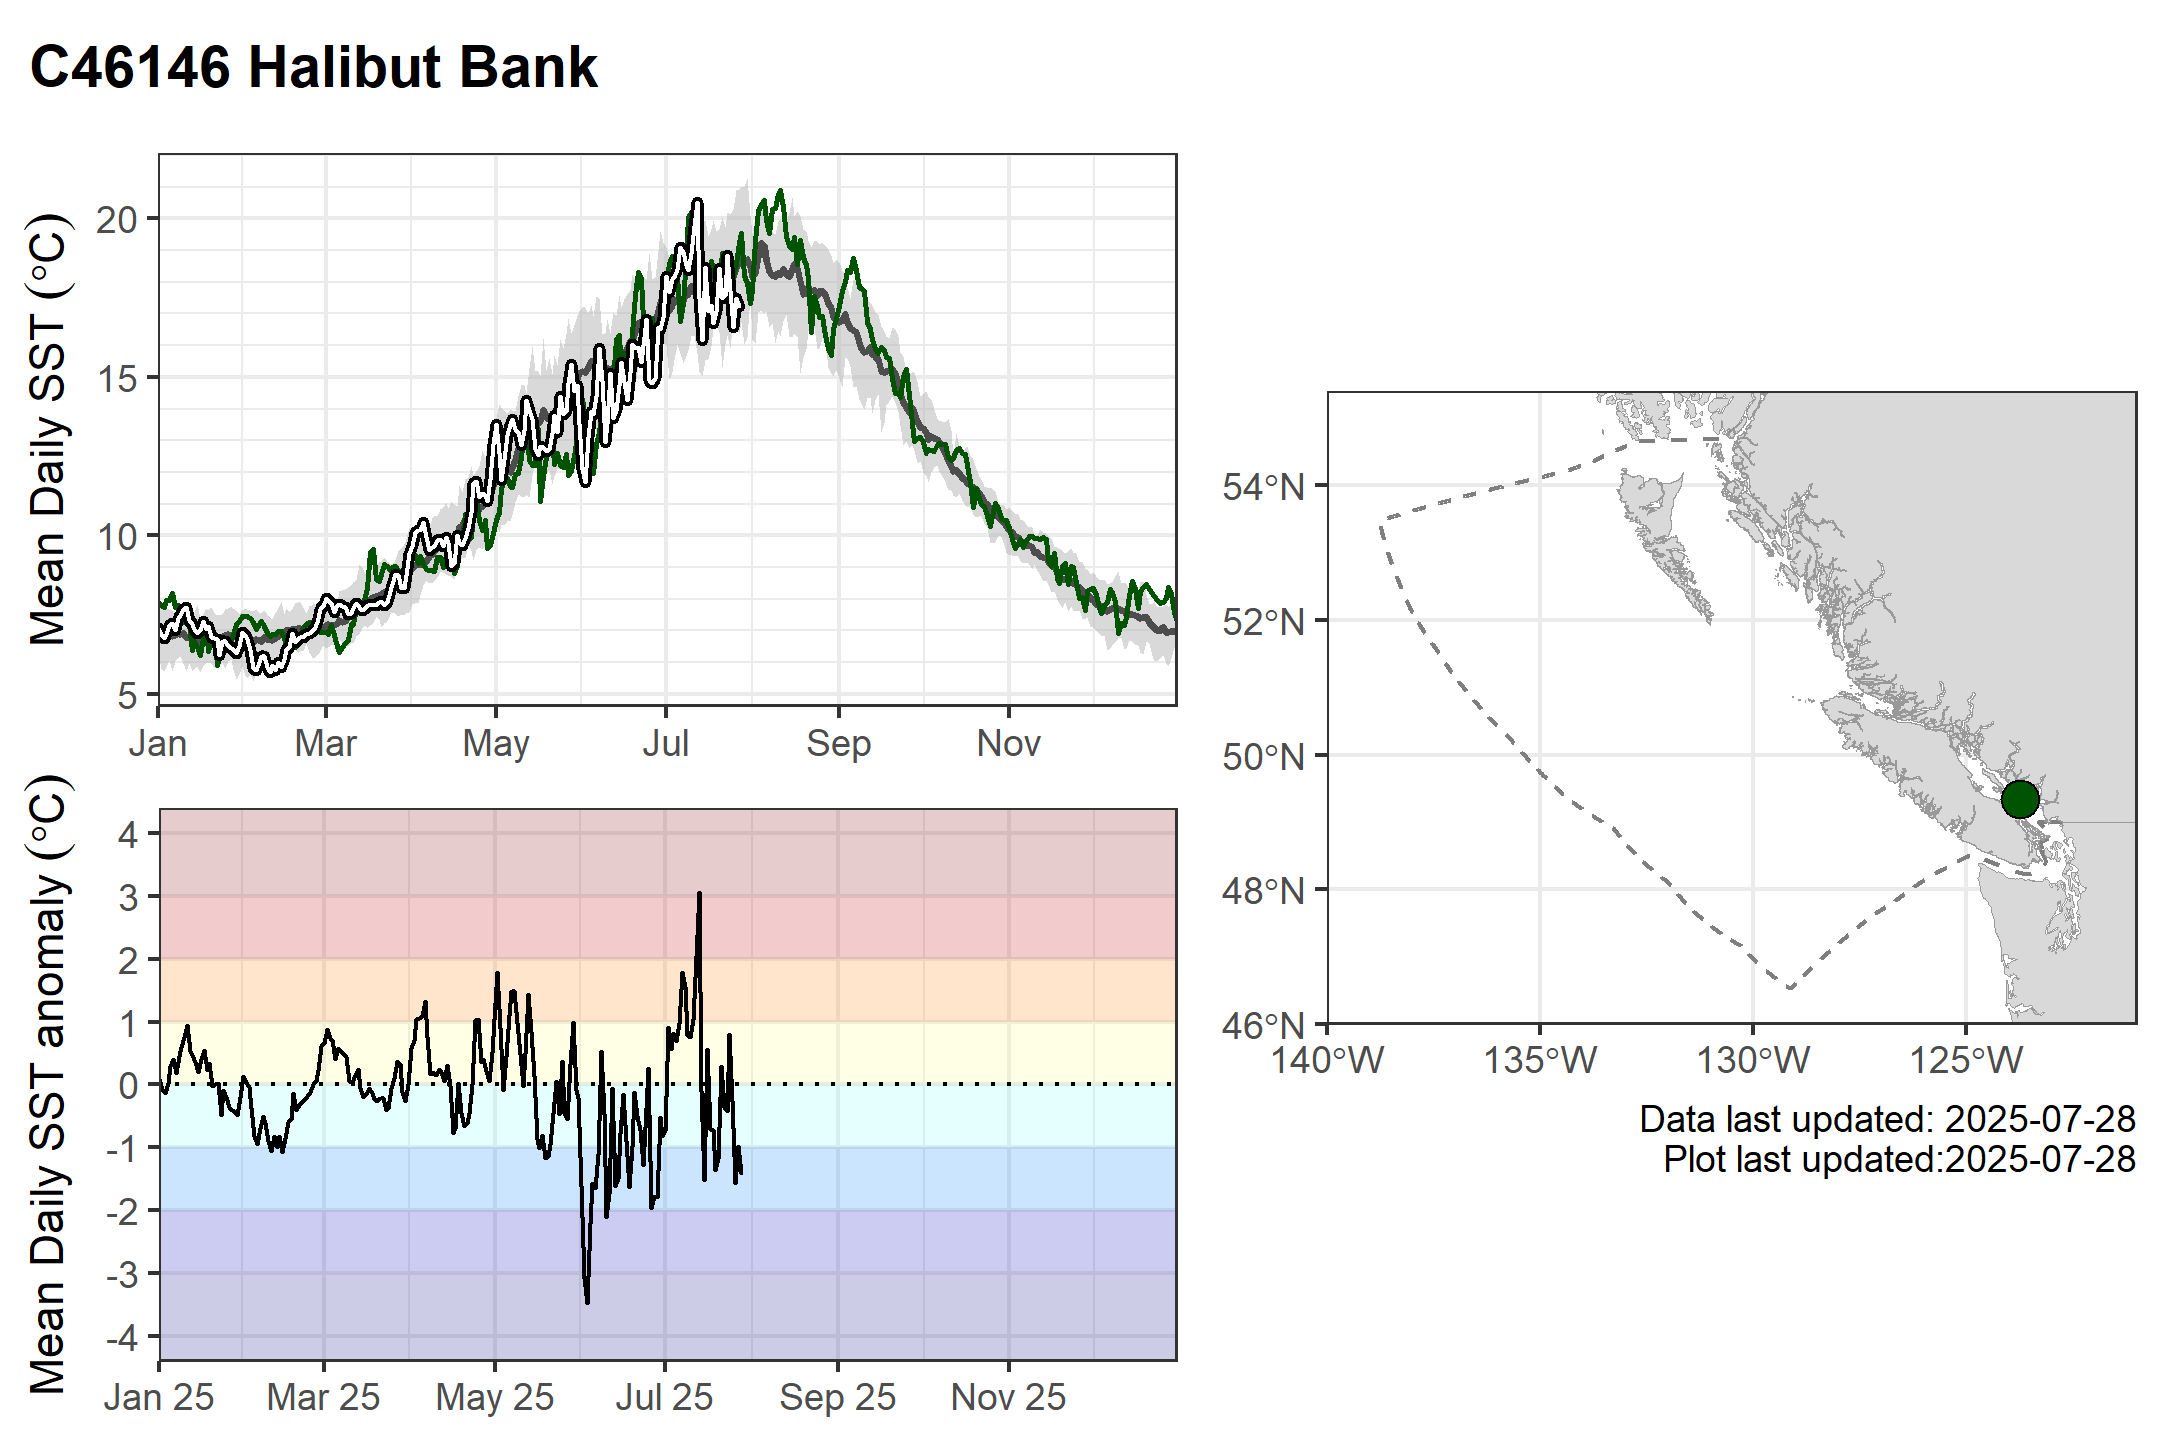 C46146 Halibut Bank
Mean Daily SST (°C)
20
15
10
5
Jan Mar May Jul Sep Nov
Mean Daily SST anomaly (°C)
4
3
2
1
0
-1
-2
-3
-4
Jan 25 Mar 25 May 25 Jul 25 Sep 25 Nov 25
54°N
52°N
50°N
48°N
46°N
140°W 135°W 130°W 125°W
Data last updated: 2025-07-28
Plot last updated:2025-07-28